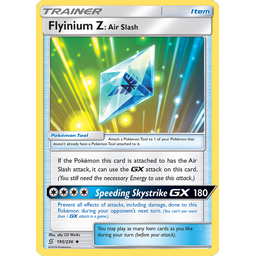 TRAINER Item
Flyinium Z: Air Slash
Pokémon Tool
Attach a Pokémon Tool to 1 of your Pokémon that
doesn't already have a Pokémon Tool attached to it.
If the Pokémon this card is attached to has the Air
Slash attack, it can use the GX attack on this card.
(You still need the necessary Energy to use this attack.)
Speeding Skystrike GX 180
Prevent all effects of attacks, including damage, done to this
Pokémon during your opponent's next turn. (You can't use more
than 1 GX attack in a game.)
Illus. aky CG Works
195/236
You may play as many Item cards as you like
during your turn (before your attack).